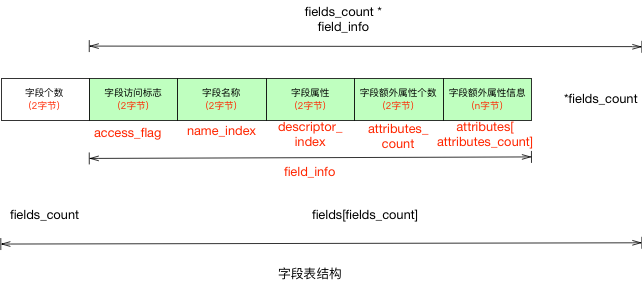 fields_count *
field_info
字段个数
(2字节)
字段访问标志
(2字节)
字段名称
(2字节)
字段属性
(2字节)
字段额外属性个数
(2字节)
字段额外属性信息
(n字节)
*fields_count
access_flag
name_index
descriptor_
index
attributes_
count
attributes[
attributes_count]
field_info
fields_count
fields[fields_count]
字段表结构